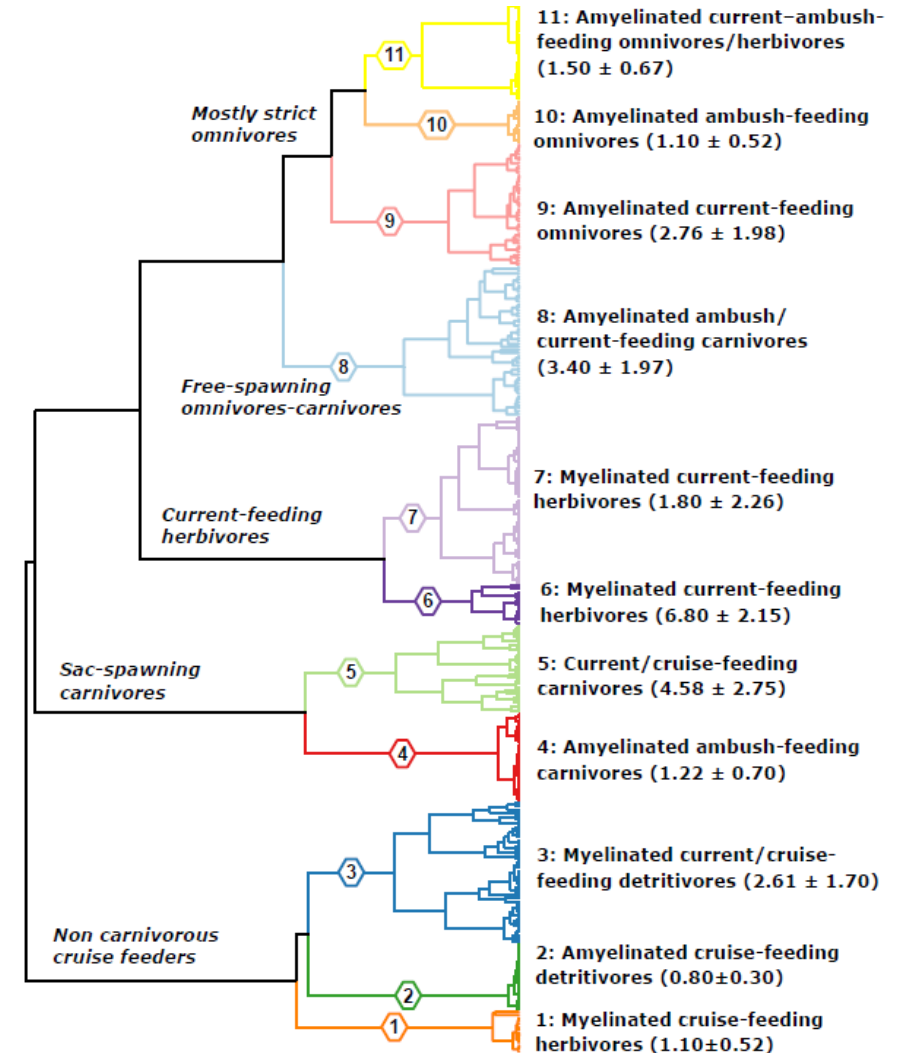 11: Amyelinated current–ambush-
feeding omnivores/herbivores
(1.50 ± 0.67)
11
Mostly strict
omnivores
10
10: Amyelinated ambush-feeding
omnivores (1.10 ± 0.52)
9
9: Amyelinated current-feeding
omnivores (2.76 ± 1.98)
8
8: Amyelinated ambush/
current-feeding carnivores
(3.40 ± 1.97)
Free-spawning
omnivores-carnivores
7
7: Myelinated current-feeding
herbivores (1.80 ± 2.26)
Current-feeding
herbivores
6
6: Myelinated current-feeding
herbivores (6.80 ± 2.15)
5
5: Current/cruise-feeding
carnivores (4.58 ± 2.75)
Sac-spawning
carnivores
4
4: Amyelinated ambush-feeding
carnivores (1.22 ± 0.70)
3
3: Myelinated current/cruise-
feeding detritivores (2.61 ± 1.70)
Non carnivorous
cruise feeders
2
2: Amyelinated cruise-feeding
detritivores (0.80±0.30)
1
1: Myelinated cruise-feeding
herbivores (1.10±0.52)